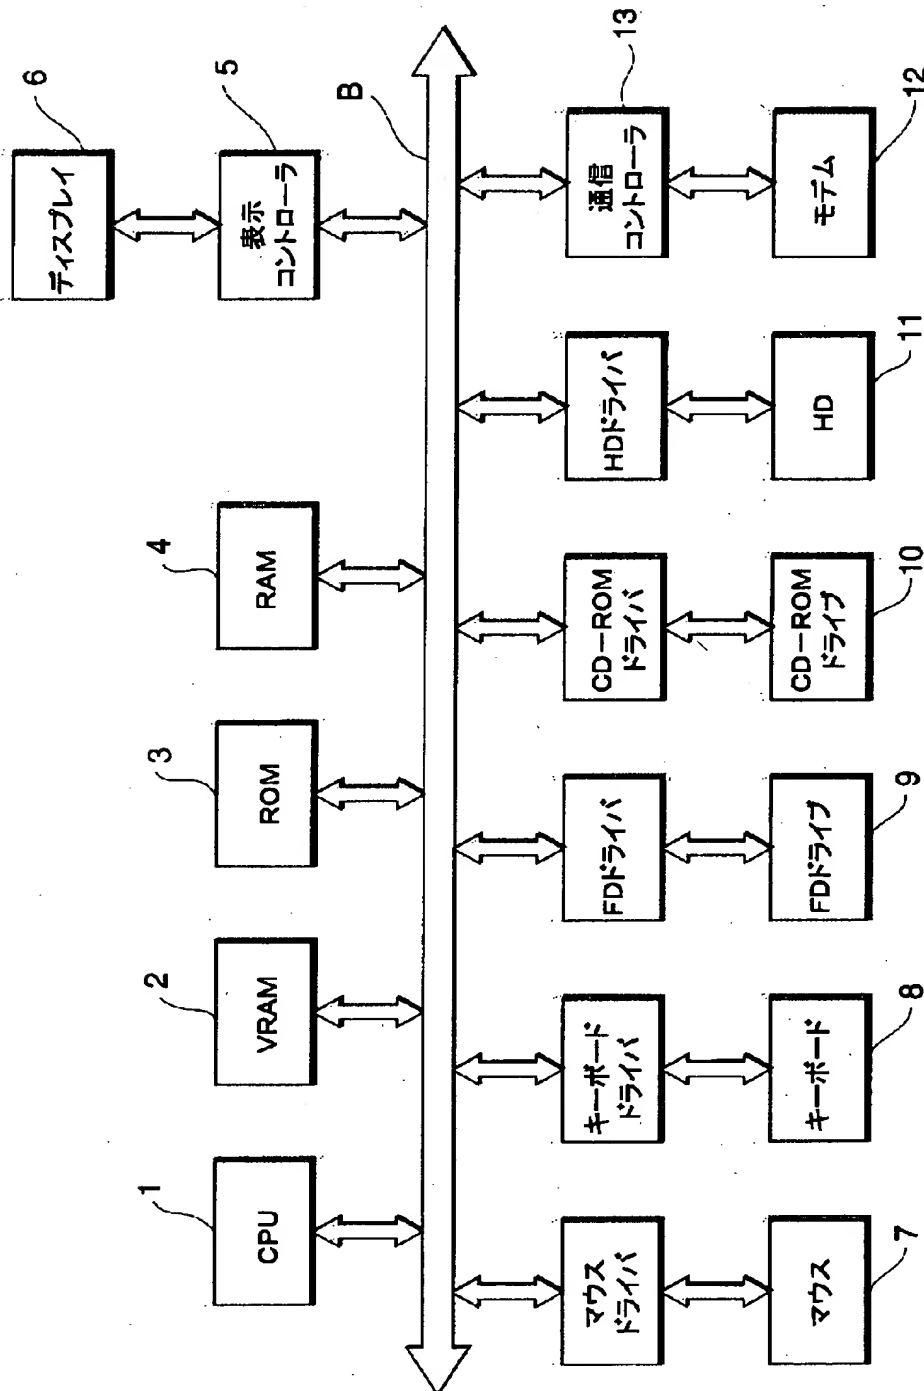 6
ディスプレイ
5
表示
コントローラ
B
4
RAM
3
ROM
2
VRAM
1
CPU
マウス
ドライバ
キーボード
ドライバ
FDドライバ
CD−ROM
ドライバ
HDドライバ
通信
コントローラ
13
マウス
7
キーボード
8
FDドライブ
9
CD−ROM
ドライブ
10
HD
11
モデム
12